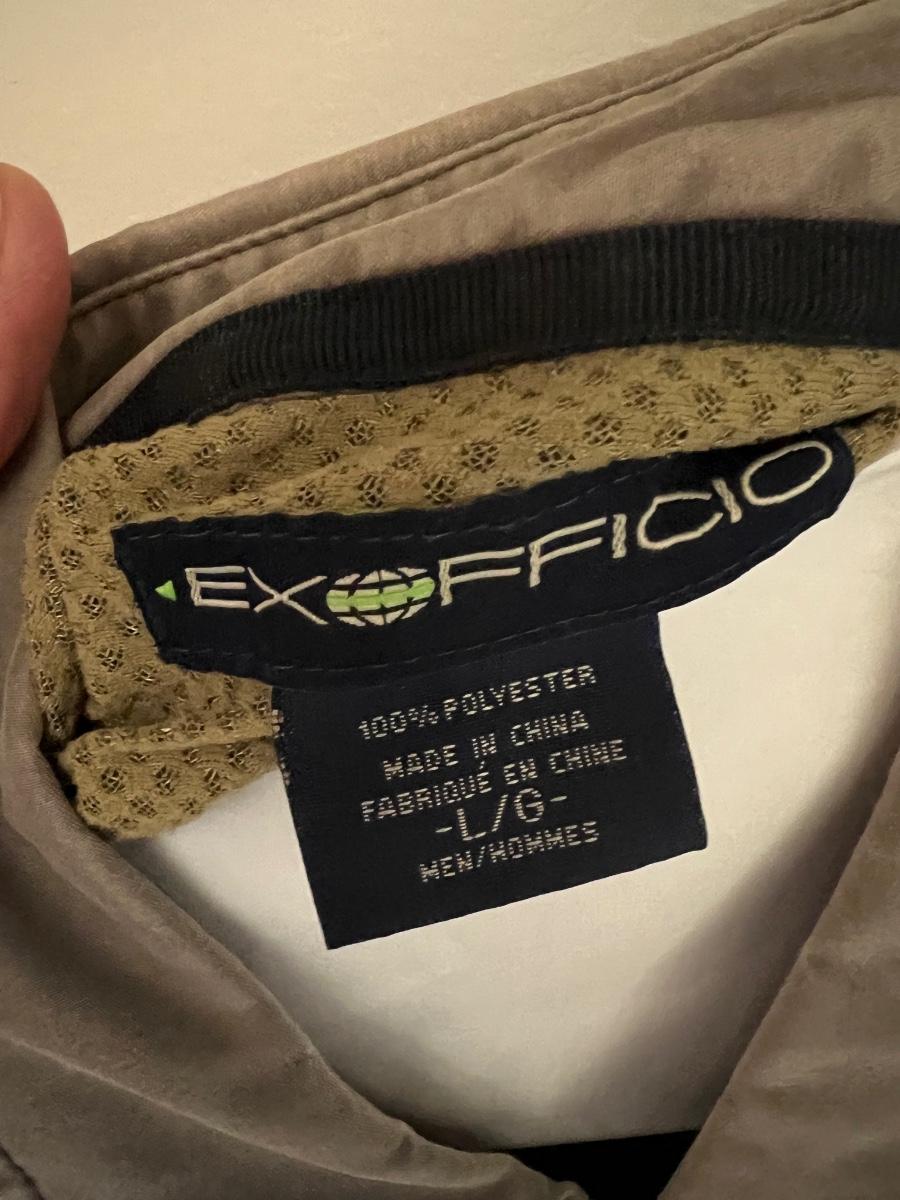 EXOFFICIO
100% POLYESTER
MADE IN CHINA
FABRIQUÉ EN CHINE
-L/G-
MEN/HOMMES